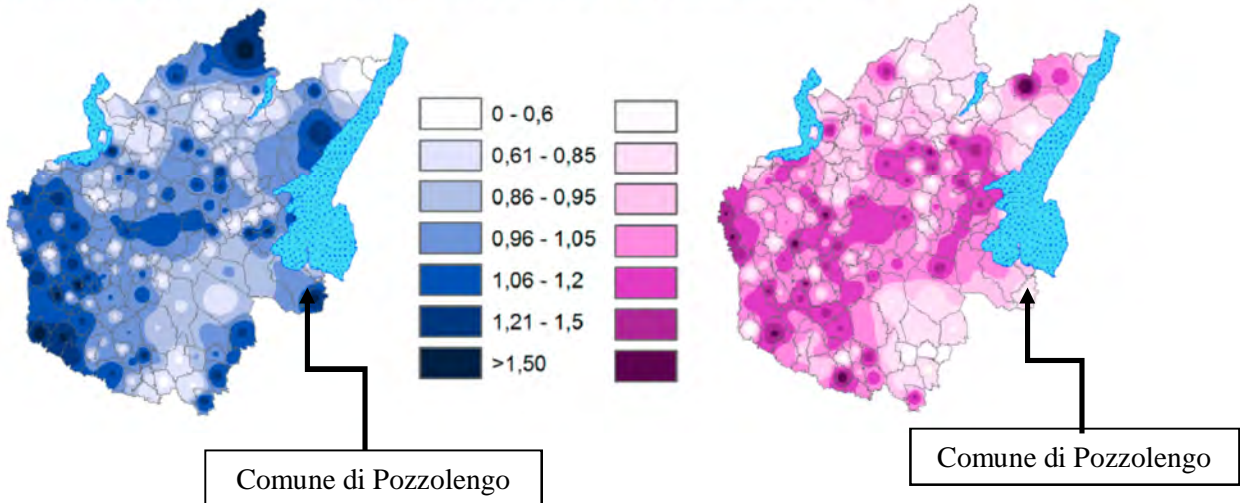 0 - 0,6
0,61 - 0,85
0,86 - 0,95
0,96 - 1,05
1,06 - 1,2
1,21 - 1,5
>1,50
Comune di Pozzolengo
Comune di Pozzolengo